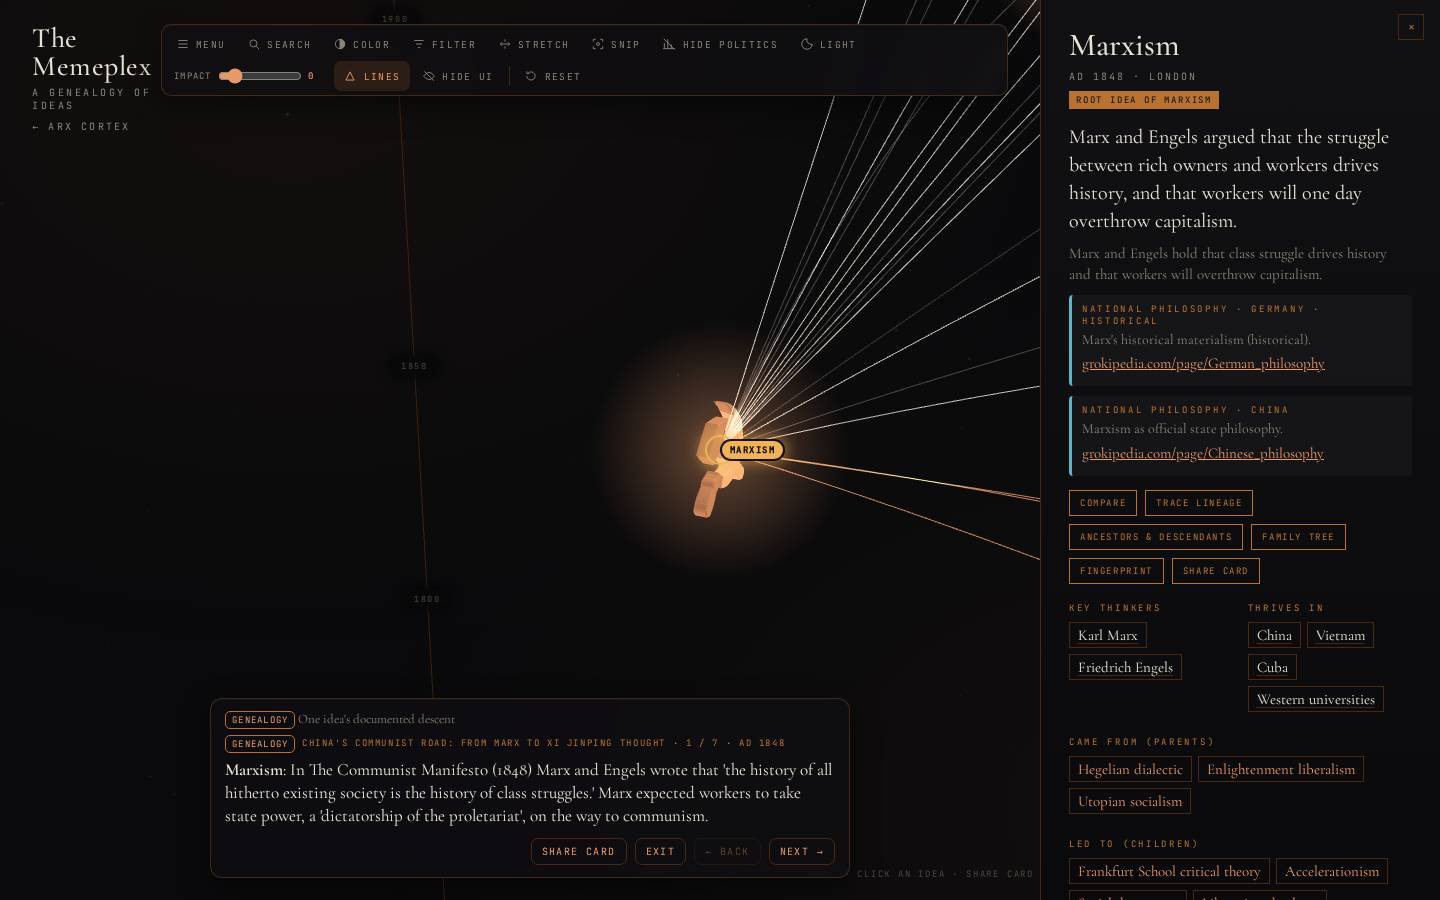 The
Memeplex
A GENEALOGY OF
IDEAS
← ARX CORTEX
1900
MENU SEARCH COLOR FILTER STRETCH SNIP HIDE POLITICS LIGHT
IMPACT 0 LINES HIDE UI RESET
1850
1800
MARXISM
GENEALOGY One idea's documented descent
GENEALOGY CHINA'S COMMUNIST ROAD: FROM MARX TO XI JINPING THOUGHT · 1 / 7 · AD 1848
Marxism: In The Communist Manifesto (1848) Marx and Engels wrote that 'the history of all
hitherto existing society is the history of class struggles.' Marx expected workers to take
state power, a 'dictatorship of the proletariat', on the way to communism.
SHARE CARD EXIT ← BACK NEXT →
CLICK AN IDEA · SHARE CARD
×
Marxism
AD 1848 · LONDON
ROOT IDEA OF MARXISM
Marx and Engels argued that the struggle
between rich owners and workers drives
history, and that workers will one day
overthrow capitalism.
Marx and Engels hold that class struggle drives history
and that workers will overthrow capitalism.
NATIONAL PHILOSOPHY · GERMANY ·
HISTORICAL
Marx's historical materialism (historical).
grokipedia.com/page/German_philosophy
NATIONAL PHILOSOPHY · CHINA
Marxism as official state philosophy.
grokipedia.com/page/Chinese_philosophy
COMPARE TRACE LINEAGE
ANCESTORS & DESCENDANTS FAMILY TREE
FINGERPRINT SHARE CARD
KEY THINKERS
Karl Marx
Friedrich Engels
THRIVES IN
China Vietnam
Cuba
Western universities
CAME FROM (PARENTS)
Hegelian dialectic Enlightenment liberalism
Utopian socialism
LED TO (CHILDREN)
Frankfurt School critical theory Accelerationism